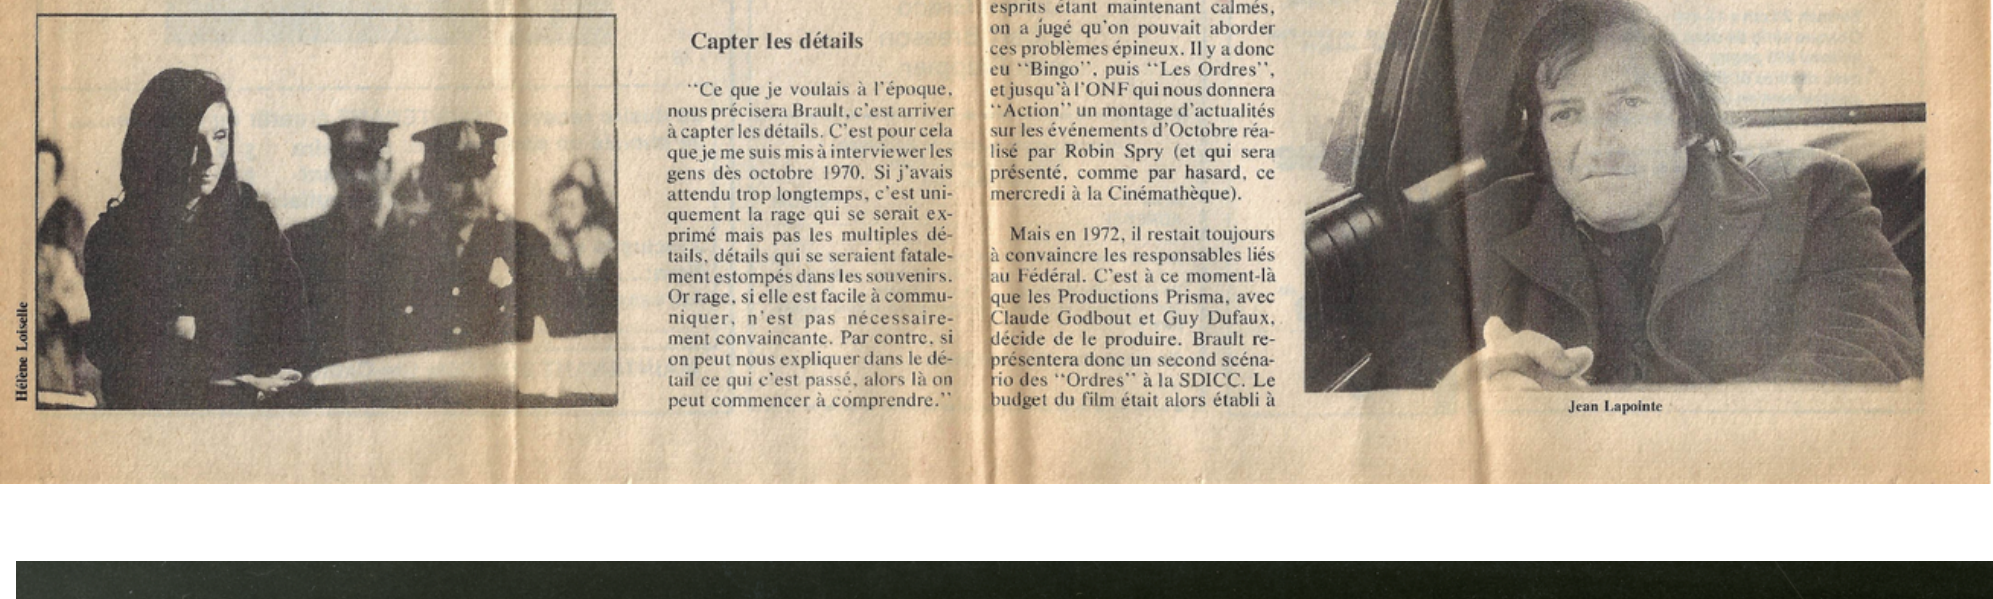 Hélène Loiselle
Capter les détails
“Ce que je voulais à l'époque,
nous précisera Brault, c'est arriver
à capter les détails. C'est pour cela
que je me suis mis à interviewer les
gens dès octobre 1970. Si j'avais
attendu trop longtemps, c'est uni-
quement la rage qui se serait ex-
primé mais pas les multiples dé-
tails, détails qui se seraient fatale-
ment estompés dans les souvenirs.
Or rage, si elle est facile à commu-
niquer, n'est pas nécessaire-
ment convaincante. Par contre, si
on peut nous expliquer dans le dé-
tail ce qui c'est passé, alors là on
peut commencer à comprendre.”
esprits étant maintenant calmés,
on a jugé qu'on pouvait aborder
ces problèmes épineux. Il y a donc
eu “Bingo”, puis “Les Ordres”,
et jusqu'à l'ONF qui nous donnera
“Action” un montage d'actualités
sur les événements d'Octobre réa-
lisé par Robin Spry (et qui sera
présenté, comme par hasard, ce
mercredi à la Cinémathèque).
Mais en 1972, il restait toujours
à convaincre les responsables liés
au Fédéral. C'est à ce moment-là
que les Productions Prisma, avec
Claude Godbout et Guy Dufaux,
décide de le produire. Brault re-
présentera donc un second scéna-
rio des “Ordres” à la SDICC. Le
budget du film était alors établi à
Jean Lapointe